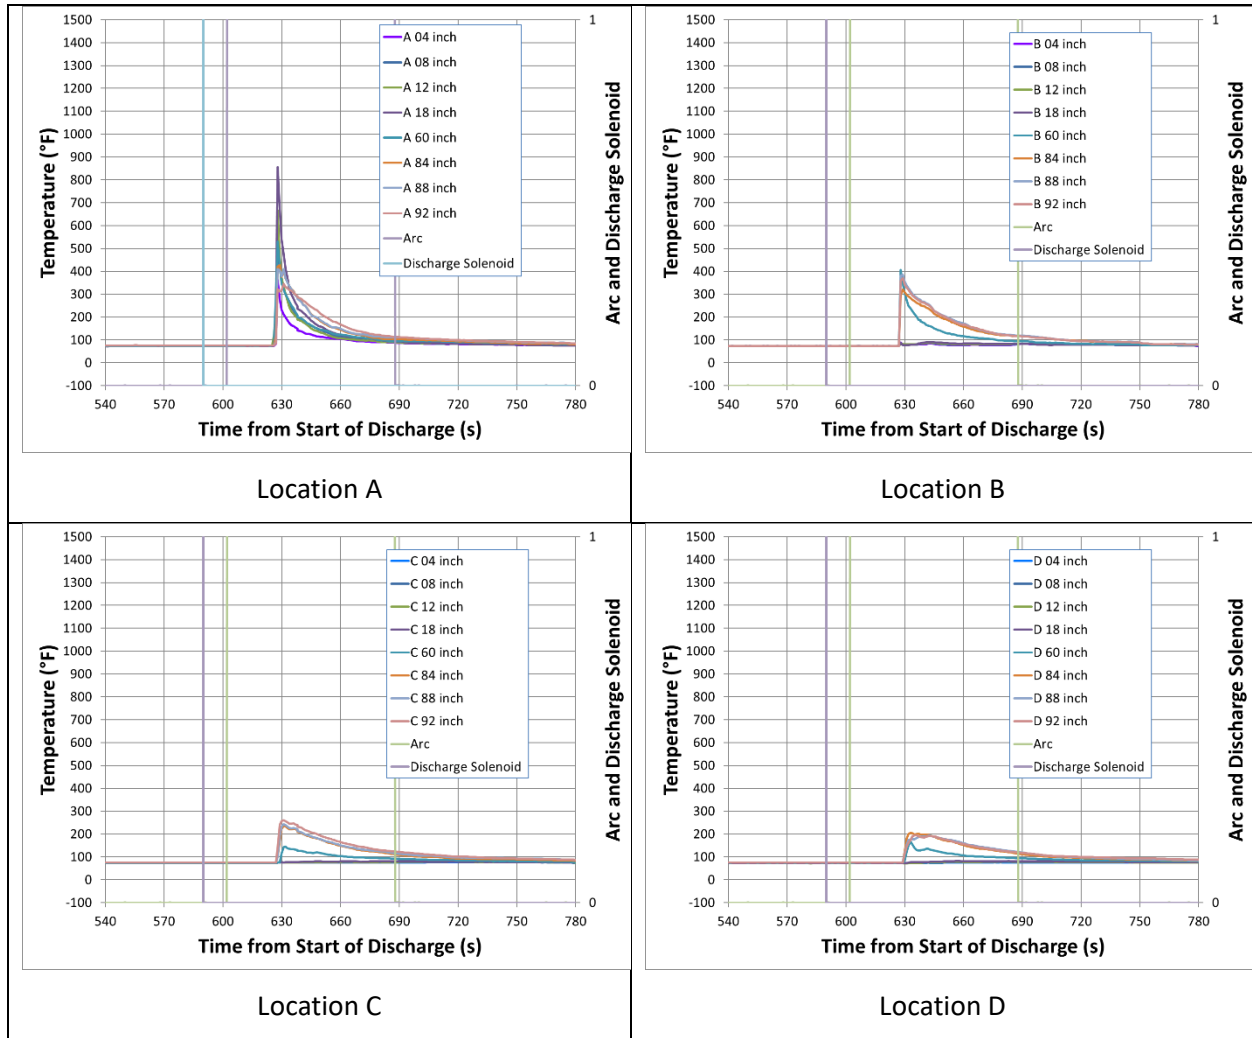 1500
1400
1300
1200
1100
1000
900
800
700
600
500
400
300
200
100
0
-100
Temperature (°F)
A 04 inch
A 08 inch
A 12 inch
A 18 inch
A 60 inch
A 84 inch
A 88 inch
A 92 inch
Arc
Discharge Solenoid
1
0
Arc and Discharge Solenoid
540 570 600 630 660 690 720 750 780
Time from Start of Discharge (s)
Location A
1500
1400
1300
1200
1100
1000
900
800
700
600
500
400
300
200
100
0
-100
Temperature (°F)
B 04 inch
B 08 inch
B 12 inch
B 18 inch
B 60 inch
B 84 inch
B 88 inch
B 92 inch
Arc
Discharge Solenoid
1
0
Arc and Discharge Solenoid
540 570 600 630 660 690 720 750 780
Time from Start of Discharge (s)
Location B
1500
1400
1300
1200
1100
1000
900
800
700
600
500
400
300
200
100
0
-100
Temperature (°F)
C 04 inch
C 08 inch
C 12 inch
C 18 inch
C 60 inch
C 84 inch
C 88 inch
C 92 inch
Arc
Discharge Solenoid
1
0
Arc and Discharge Solenoid
540 570 600 630 660 690 720 750 780
Time from Start of Discharge (s)
Location C
1500
1400
1300
1200
1100
1000
900
800
700
600
500
400
300
200
100
0
-100
Temperature (°F)
D 04 inch
D 08 inch
D 12 inch
D 18 inch
D 60 inch
D 84 inch
D 88 inch
D 92 inch
Arc
Discharge Solenoid
1
0
Arc and Discharge Solenoid
540 570 600 630 660 690 720 750 780
Time from Start of Discharge (s)
Location D